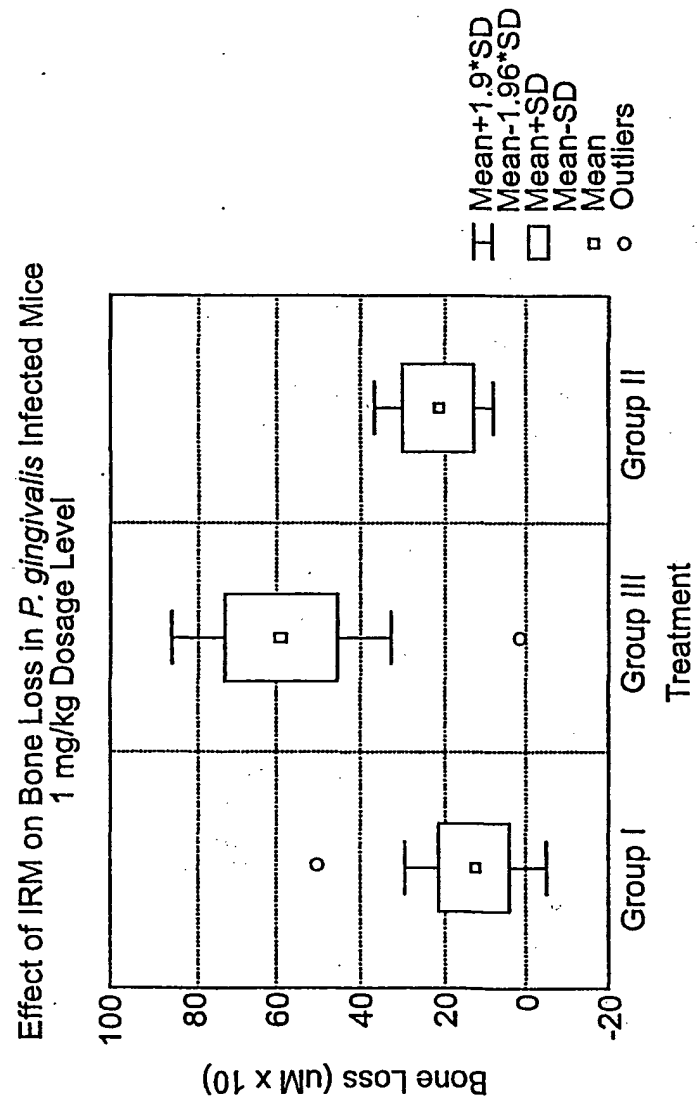 Effect of IRM on Bone Loss in P. gingivalis Infected Mice
1 mg/kg Dosage Level
Bone Loss (uM x 10)
100
80
60
40
20
0
-20
Group I
Group III
Group II
Treatment
Mean+1.9*SD
Mean-1.96*SD
Mean+SD
Mean-SD
Mean
Outliers